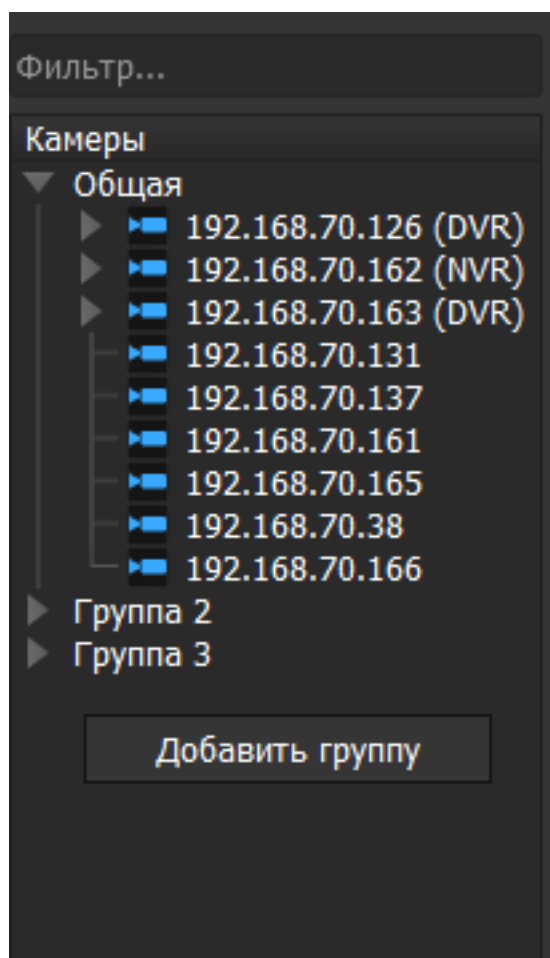 Фильтр...
Камеры
Общая
192.168.70.126 (DVR)
192.168.70.162 (NVR)
192.168.70.163 (DVR)
192.168.70.131
192.168.70.137
192.168.70.161
192.168.70.165
192.168.70.38
192.168.70.166
Группа 2
Группа 3
Добавить группу